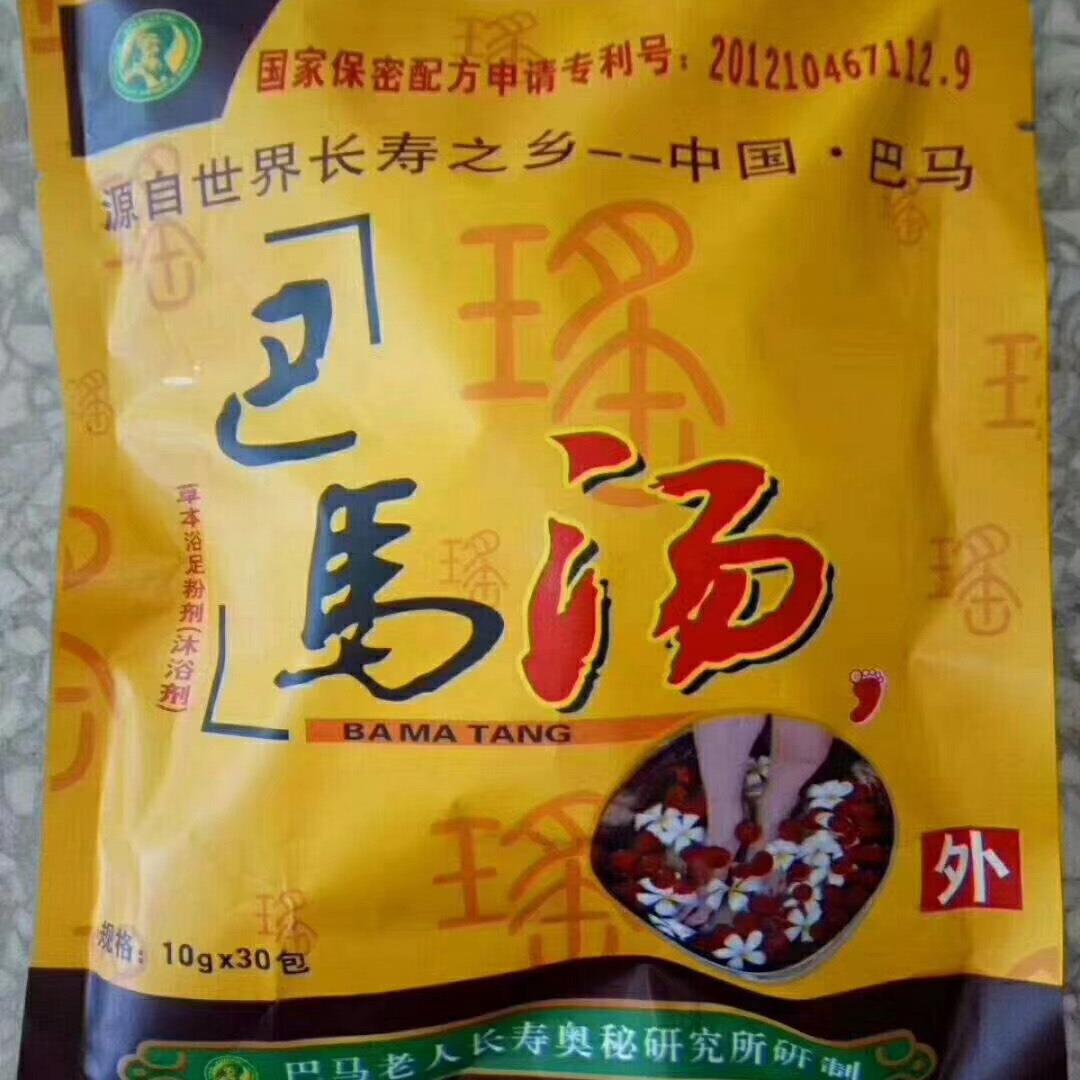 国家保密配方申请专利号：201210467112.9
源自世界长寿之乡--中国·巴马
瑶
巴馬汤
草本浴足粉剂(沐浴剂)
BAMA TANG
外
规格：10gx30包
巴马老人长寿奥秘研究所研制